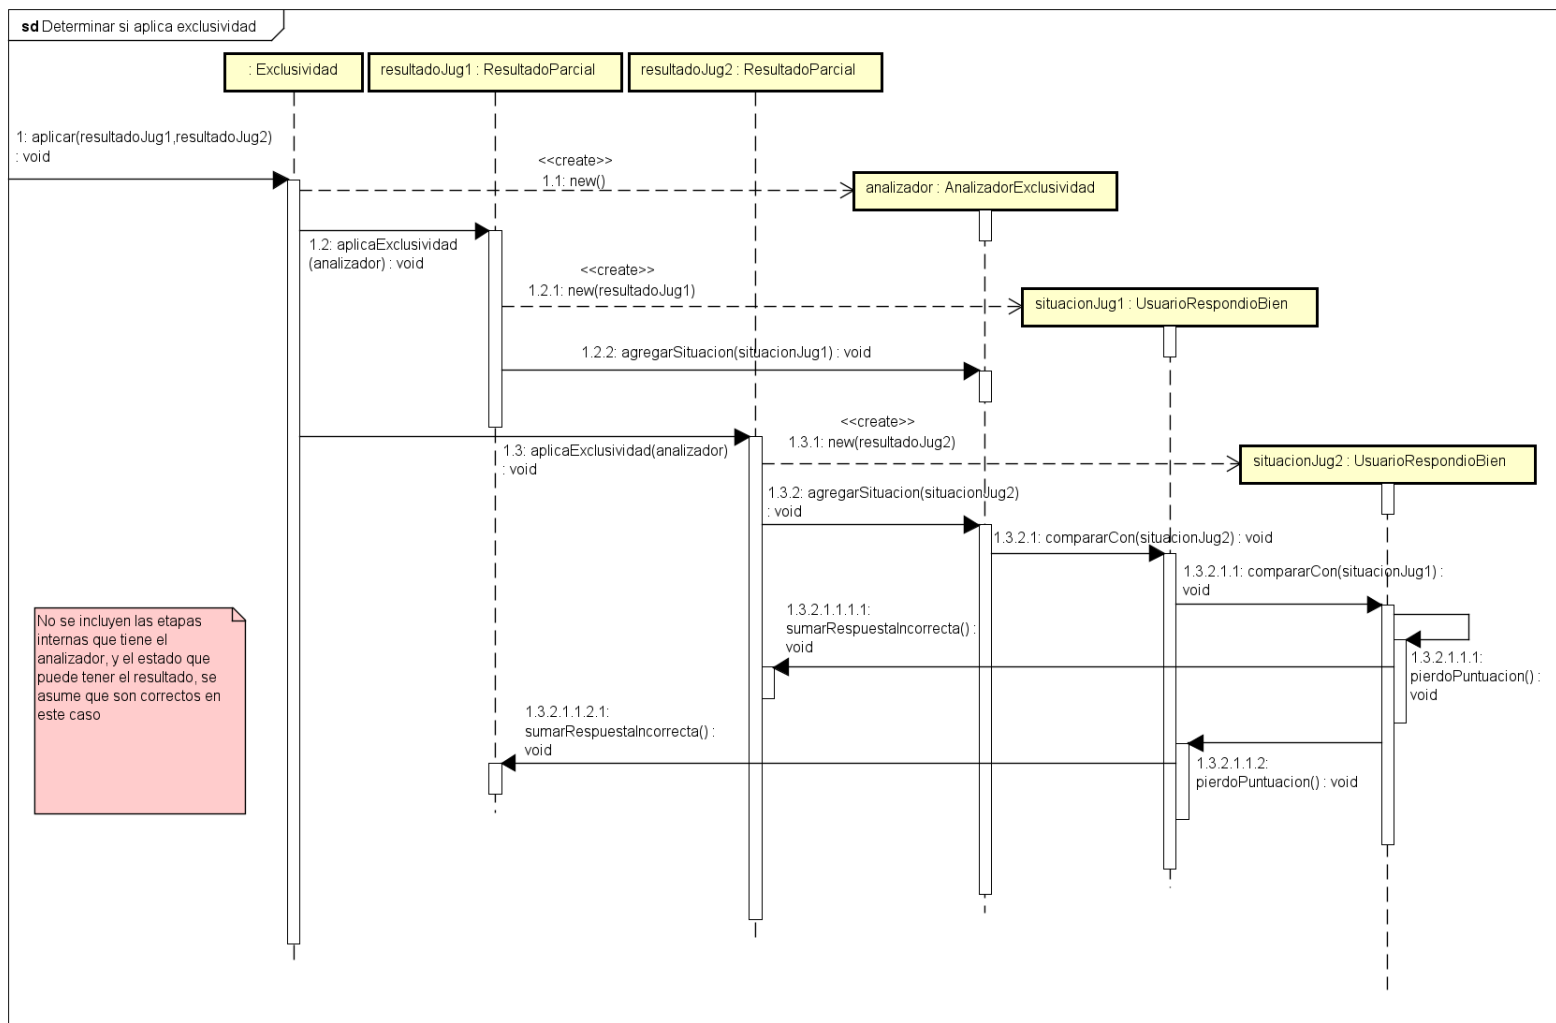 sd Determinar si aplica exclusividad
: Exclusividad
resultadoJug1 : ResultadoParcial
resultadoJug2 : ResultadoParcial
1: aplicar(resultadoJug1,resultadoJug2)
: void
<<create>>
1.1: new()
analizador : AnalizadorExclusividad
1.2: aplicaExclusividad
(analizador) : void
<<create>>
1.2.1: new(resultadoJug1)
situacionJug1 : UsuarioRespondioBien
1.2.2: agregarSituacion(situacionJug1) : void
<<create>>
1.3.1: new(resultadoJug2)
1.3: aplicaExclusividad(analizador)
: void
situacionJug2 : UsuarioRespondioBien
1.3.2: agregarSituacion(situacionJug2)
: void
1.3.2.1: compararCon(situacionJug2) : void
1.3.2.1.1: compararCon(situacionJug1) :
void
1.3.2.1.1.1.1:
sumarRespuestaIncorrecta() :
void
No se incluyen las etapas
internas que tiene el
analizador, y el estado que
puede tener el resultado, se
asume que son correctos en
este caso
1.3.2.1.1.1:
pierdoPuntuacion() :
void
1.3.2.1.1.2.1:
sumarRespuestaIncorrecta() :
void
1.3.2.1.1.2:
pierdoPuntuacion() : void